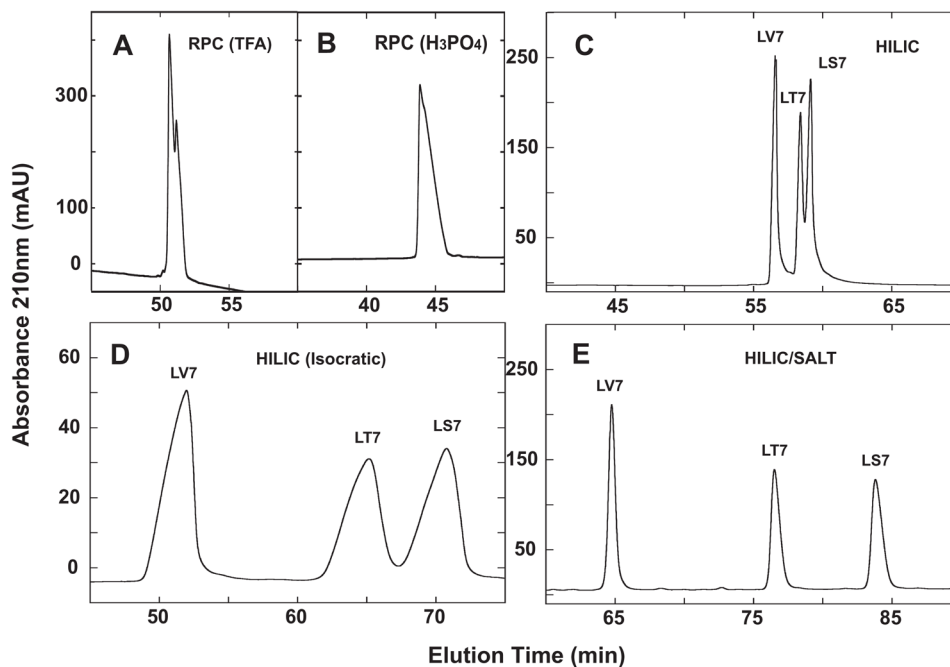 A
RPC (TFA)
B
RPC (H3PO4)
C
HILIC
LV7
LT7
LS7
300
100
0
50 55
40 45
250
150
50
45 55 65
D
HILIC (Isocratic)
LV7
LT7
LS7
60
40
20
0
50 60 70
E
HILIC/SALT
LV7
LT7
LS7
250
150
50
65 75 85
Absorbance 210nm (mAU)
Elution Time (min)